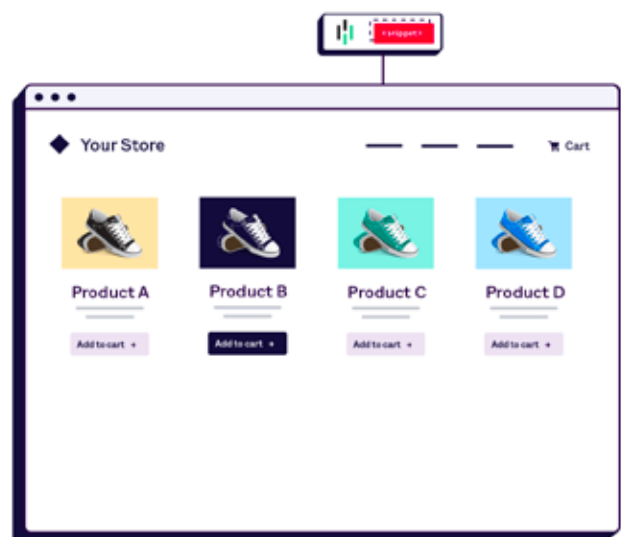 <snippet>
Your Store
Cart
Product A
Product B
Product C
Product D
Add to cart +
Add to cart +
Add to cart +
Add to cart +